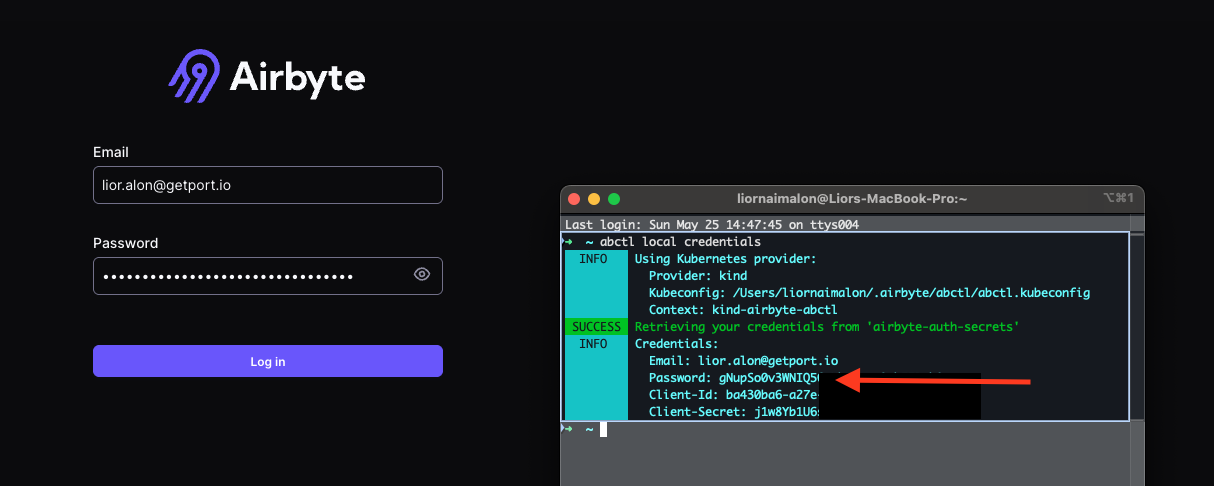 Airbyte
Email
lior.alon@getport.io
Password
Log in
liornaimalon@Liors-MacBook-Pro:~
⌥⌘1
Last login: Sun May 25 14:47:45 on ttys004
→ ~ abctl local credentials
INFO Using Kubernetes provider:
Provider: kind
Kubeconfig: /Users/liornaimalon/.airbyte/abctl/abctl.kubeconfig
Context: kind-airbyte-abctl
SUCCESS Retrieving your credentials from 'airbyte-auth-secrets'
INFO Credentials:
Email: lior.alon@getport.io
Password: gNupSo0v3WNIQ5
Client-Id: ba430ba6-a27e-
Client-Secret: j1w8Yb1U6
→ ~